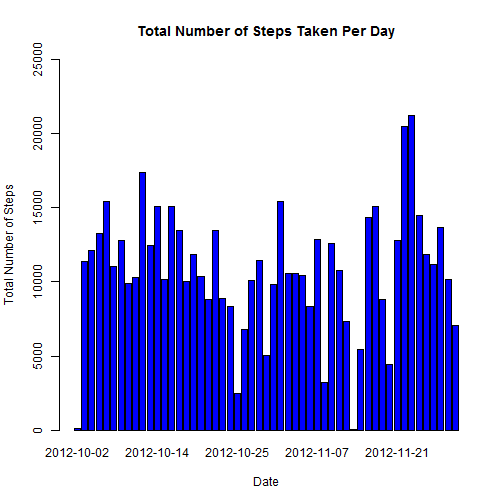 Total Number of Steps Taken Per Day
Total Number of Steps
25000
20000
15000
10000
5000
0
2012-10-02 2012-10-14 2012-10-25 2012-11-07 2012-11-21
Date